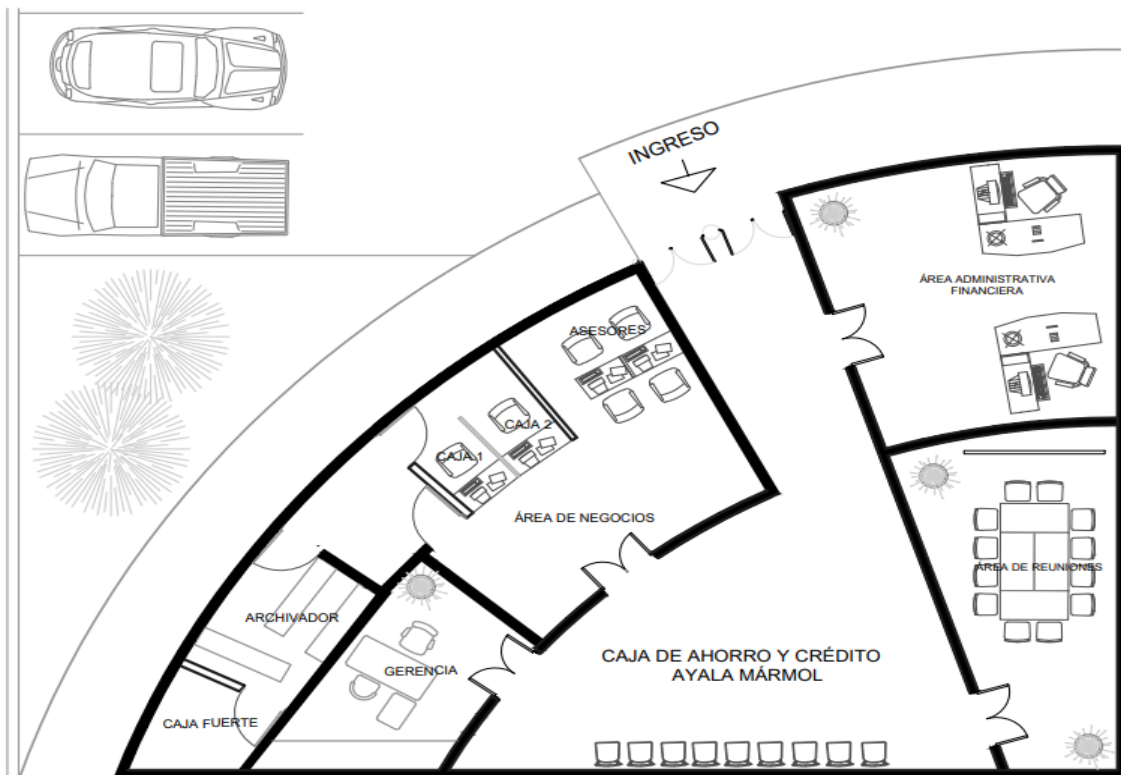 INGRESO
ÁREA ADMINISTRATIVA
FINANCIERA
ASESORES
CAJA 2
CAJA 1
ÁREA DE NEGOCIOS
ÁREA DE REUNIONES
ARCHIVADOR
GERENCIA
CAJA DE AHORRO Y CRÉDITO
AYALA MÁRMOL
CAJA FUERTE